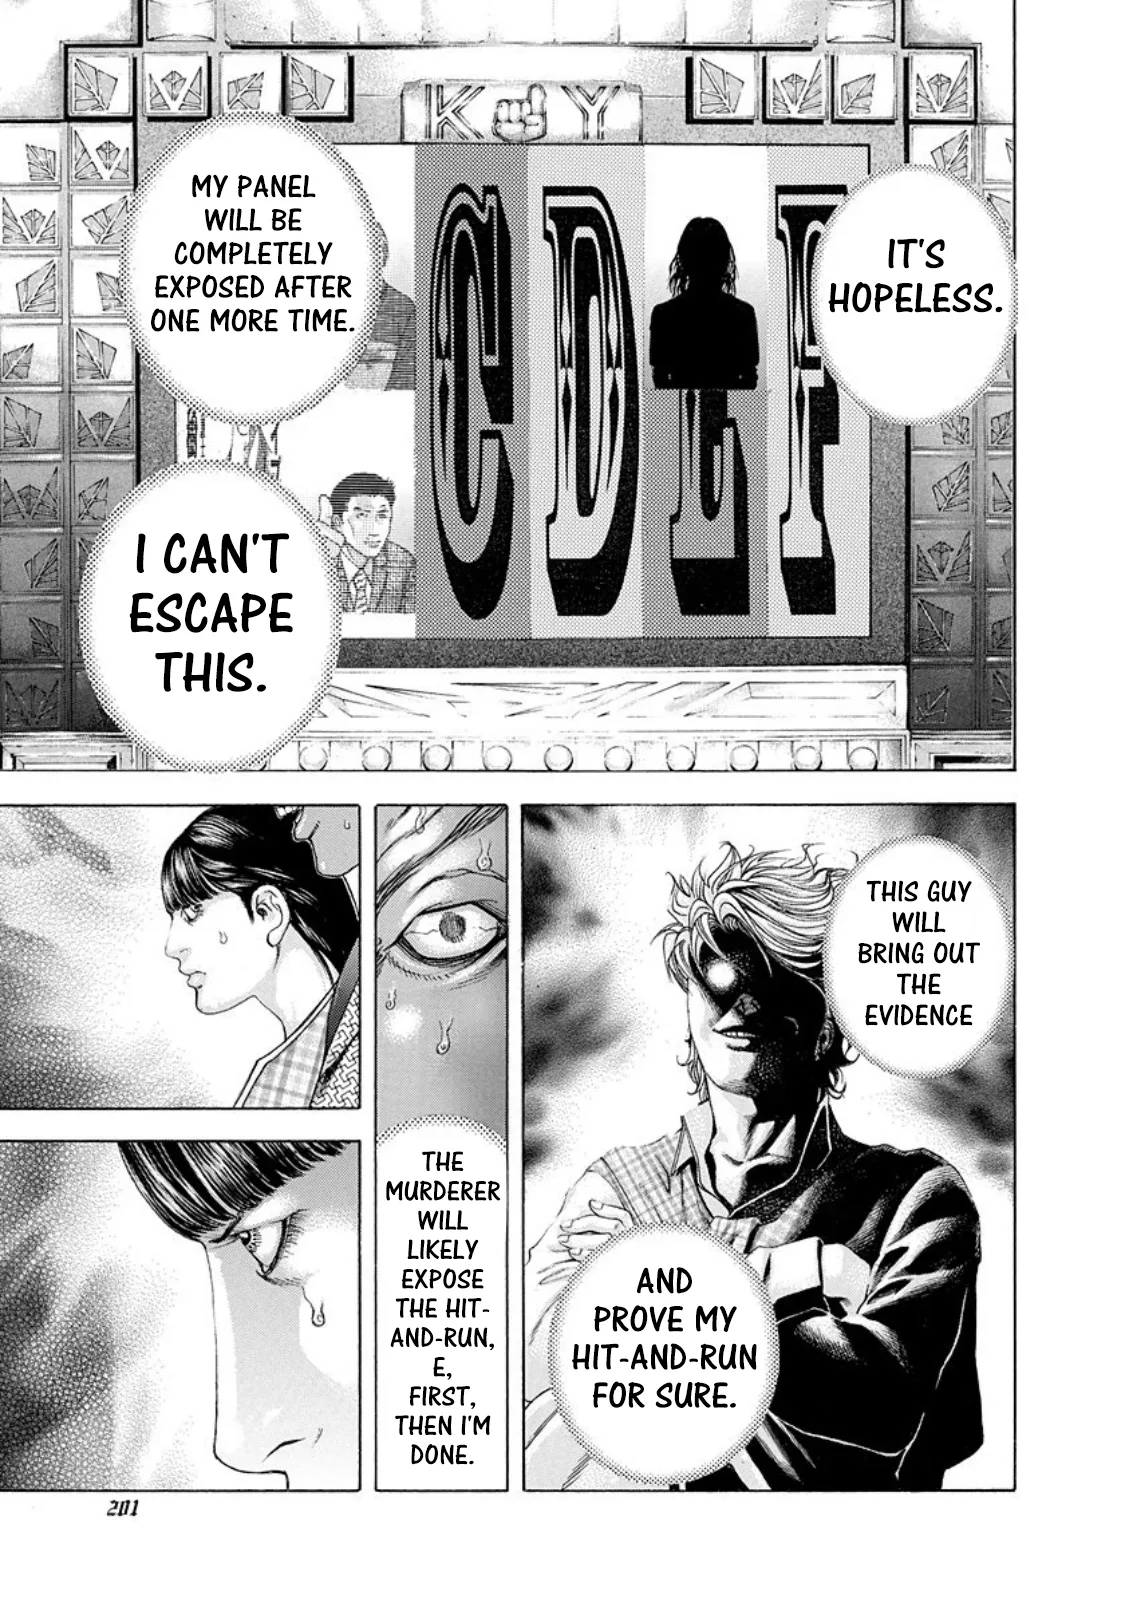 K Y
C D E F
IT'S
HOPELESS.
MY PANEL
WILL BE
COMPLETELY
EXPOSED AFTER
ONE MORE TIME.
I CAN'T
ESCAPE
THIS.
THIS GUY
WILL
BRING OUT
THE
EVIDENCE
AND
PROVE MY
HIT-AND-RUN
FOR SURE.
THE
MURDERER
WILL
LIKELY
EXPOSE
THE HIT-
AND-RUN,
E,
FIRST,
THEN I'M
DONE.
201